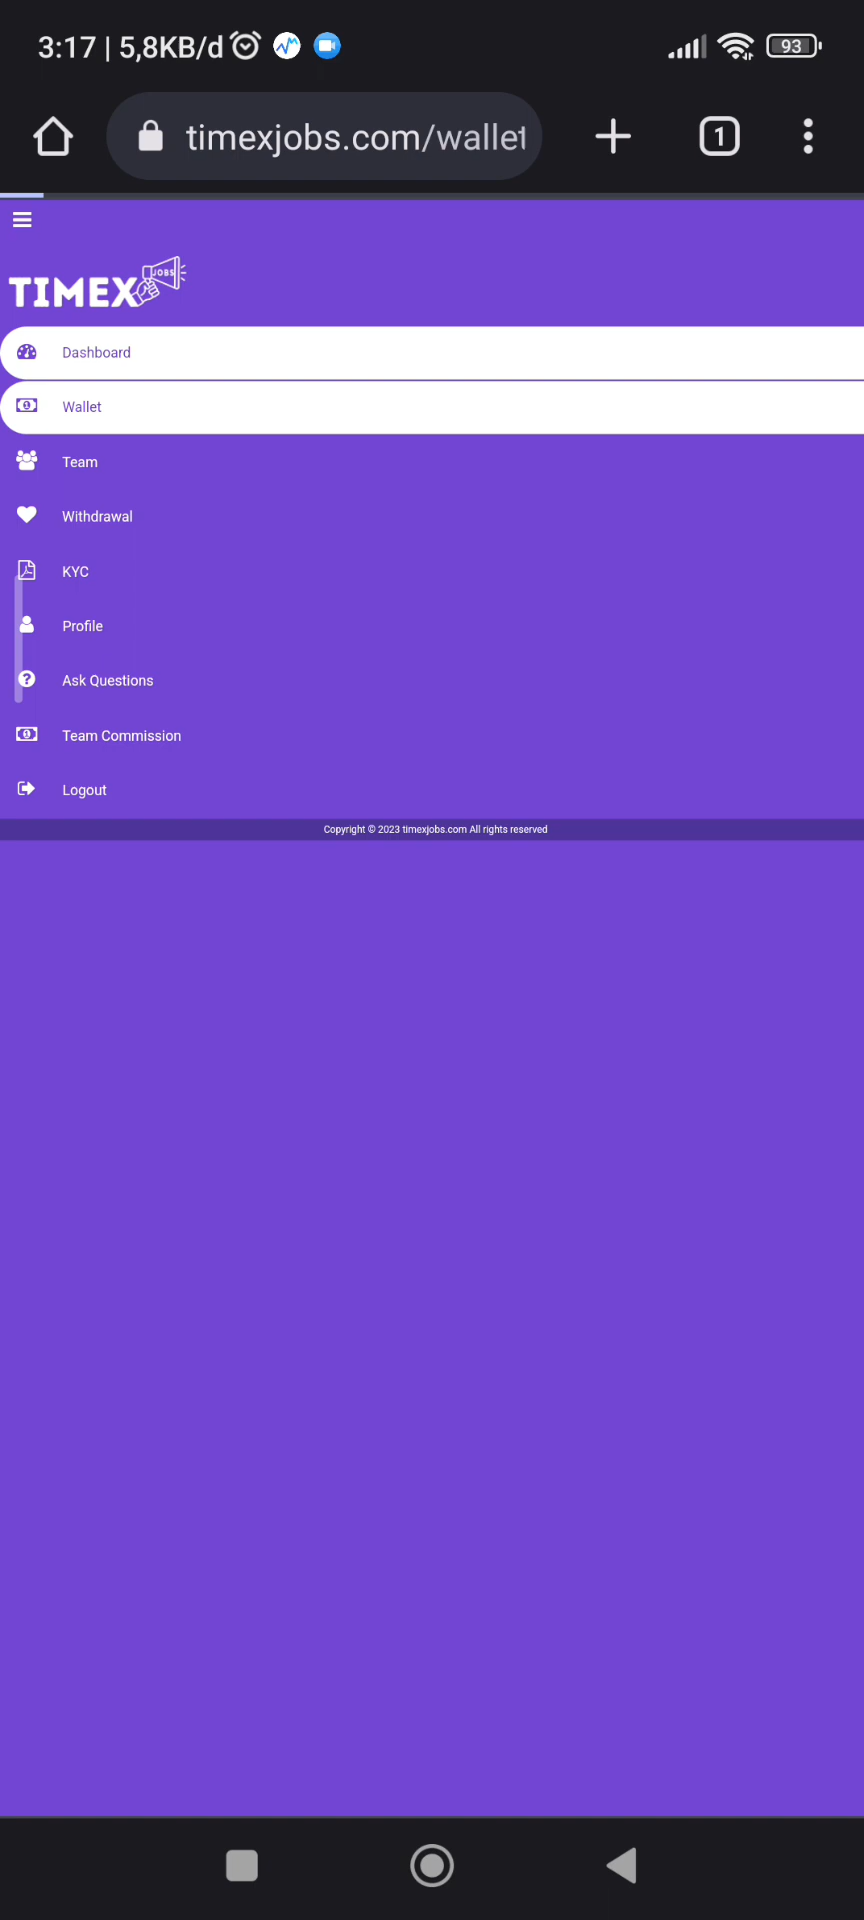 3:17 | 5,8KB/d
93
timexjobs.com/wallet
1
JOBS
TIMEX
Dashboard
Wallet
Team
Withdrawal
KYC
Profile
Ask Questions
Team Commission
Logout
Copyright © 2023 timexjobs.com All rights reserved